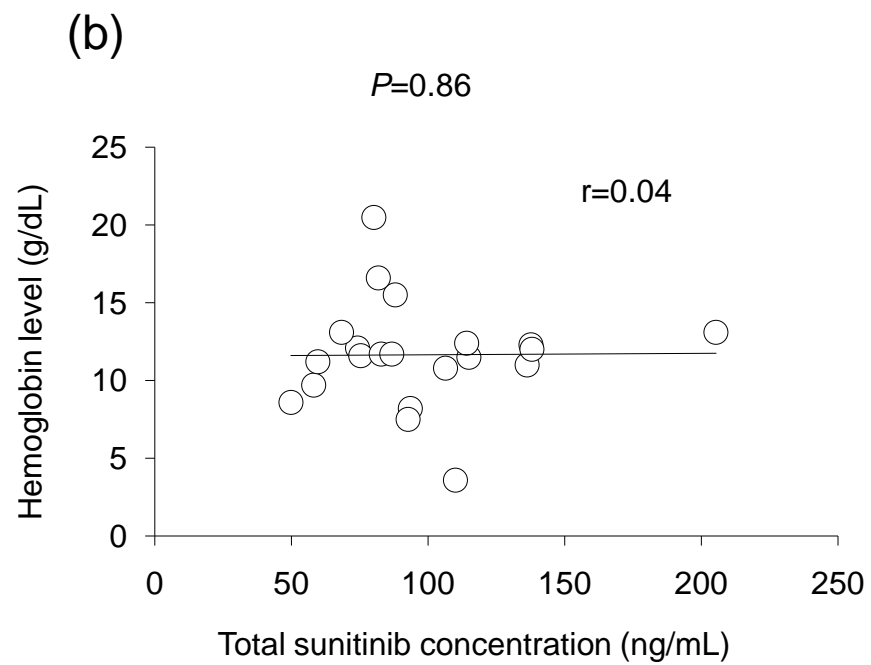 (b)
P=0.86
r=0.04
Hemoglobin level (g/dL)
25
20
15
10
5
0
0 50 100 150 200 250
Total sunitinib concentration (ng/mL)